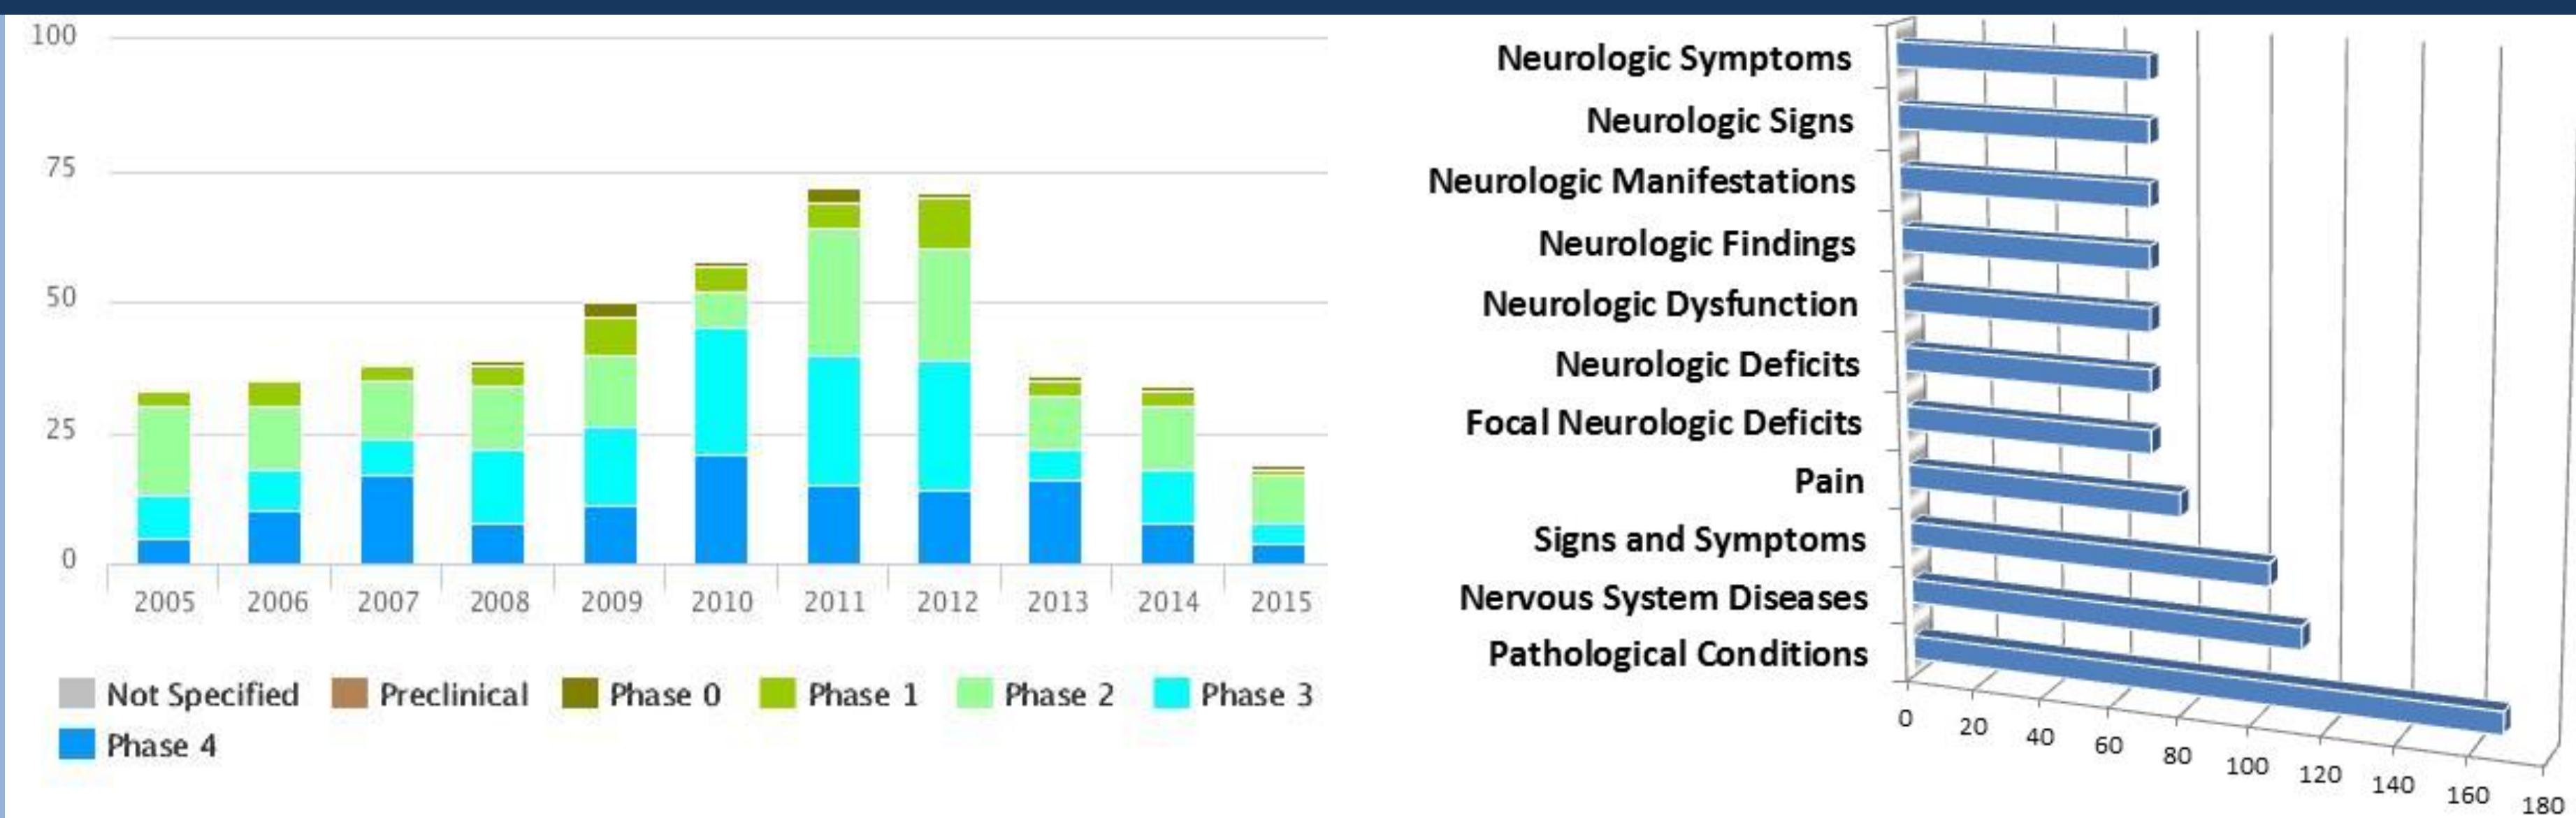 100
75
50
25
0
2005 2006 2007 2008 2009 2010 2011 2012 2013 2014 2015
Not Specified Preclinical Phase 0 Phase 1 Phase 2 Phase 3
Phase 4
Neurologic Symptoms
Neurologic Signs
Neurologic Manifestations
Neurologic Findings
Neurologic Dysfunction
Neurologic Deficits
Focal Neurologic Deficits
Pain
Signs and Symptoms
Nervous System Diseases
Pathological Conditions
0 20 40 60 80 100 120 140 160 180